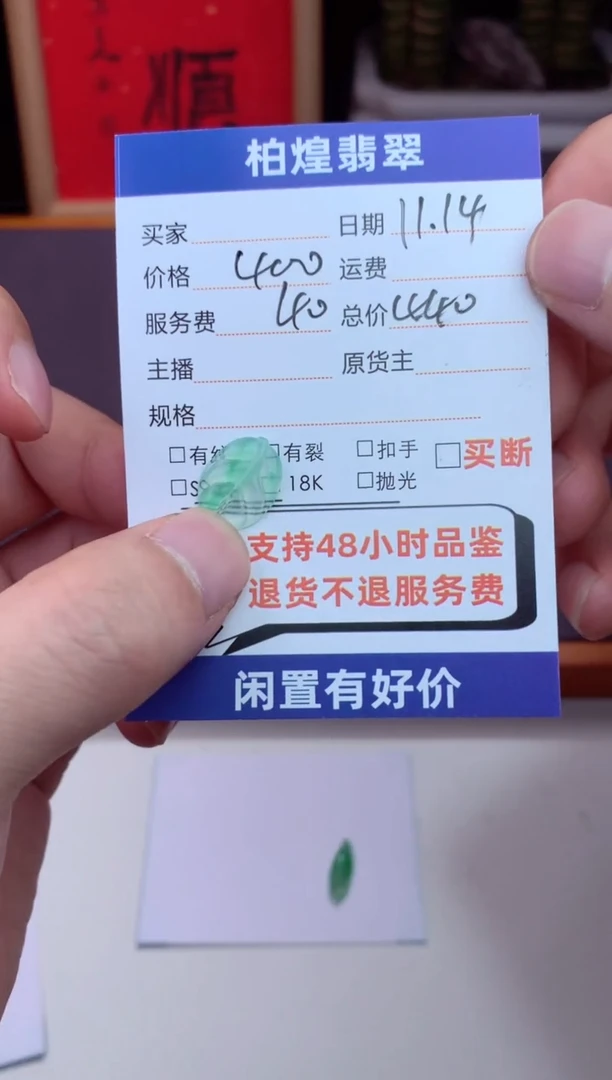 順
柏煌翡翠
买家 日期 11.14
价格 400 运费
服务费 40 总价 440
主播 原货主
规格
□有纹 □有裂 □扣手 □买断
□S □ 18K □抛光
支持48小时品鉴
退货不退服务费
闲置有好价